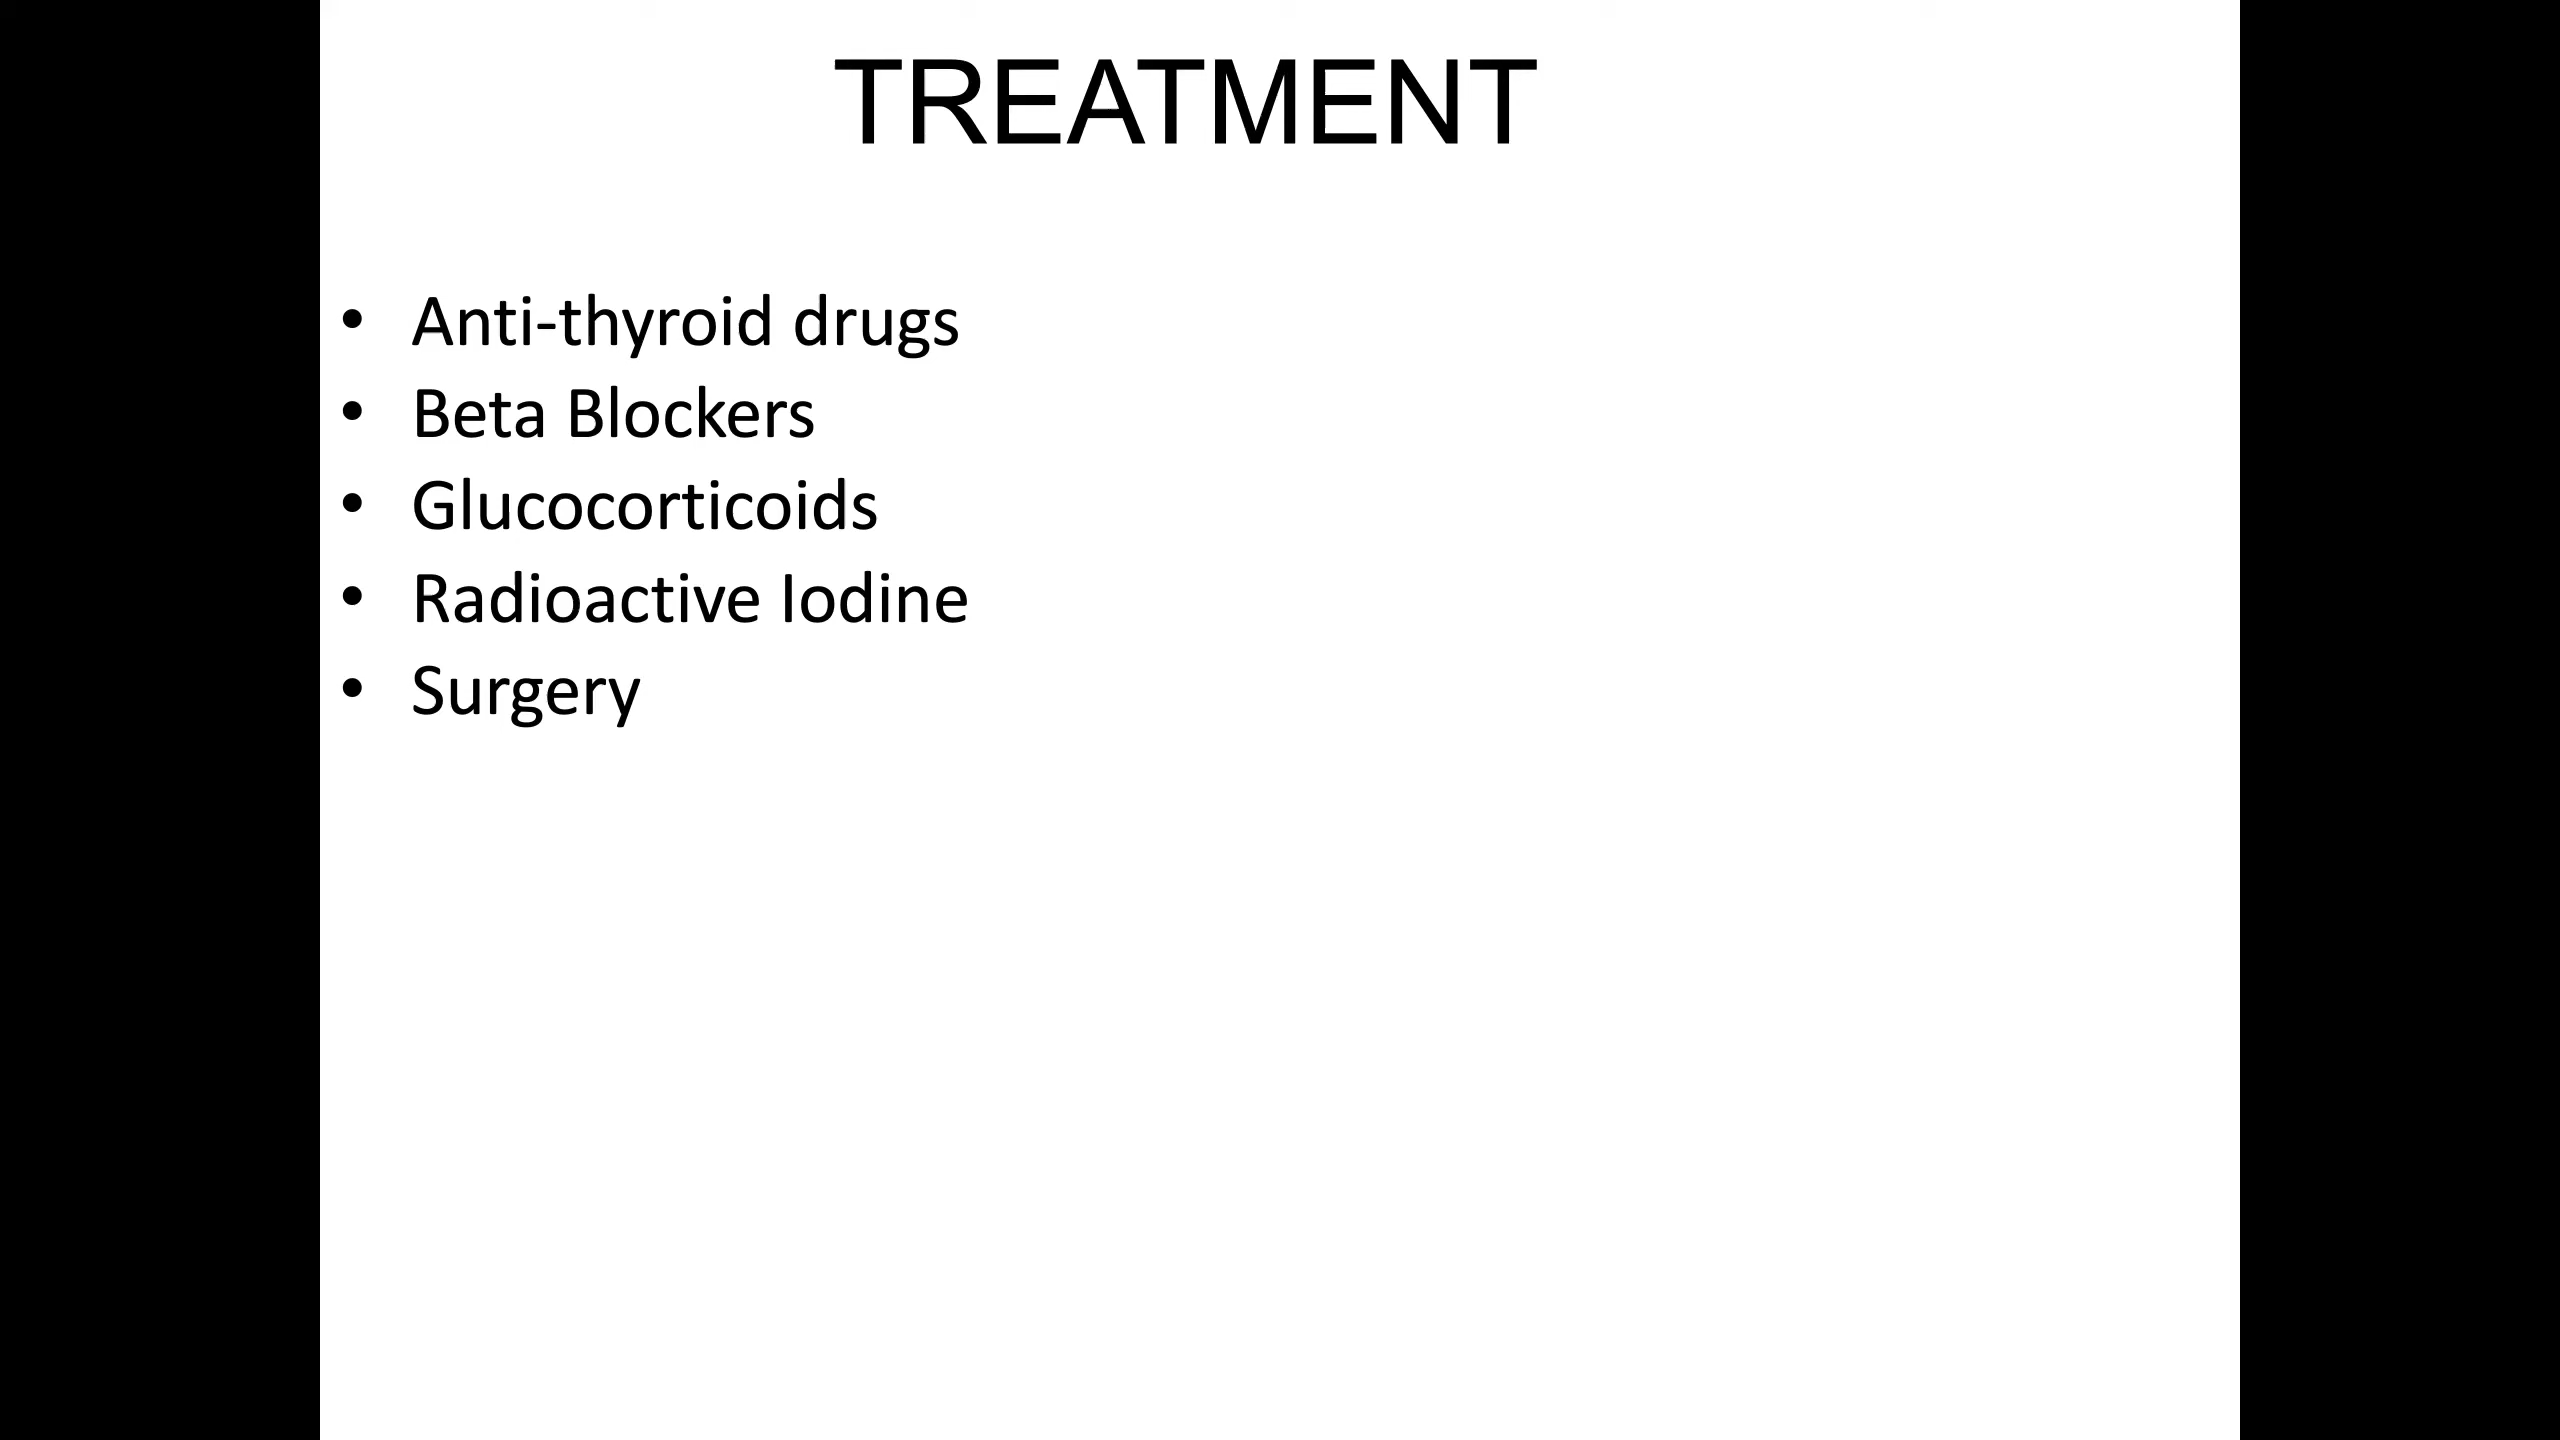 TREATMENT
• Anti-thyroid drugs
• Beta Blockers
• Glucocorticoids
• Radioactive Iodine
• Surgery